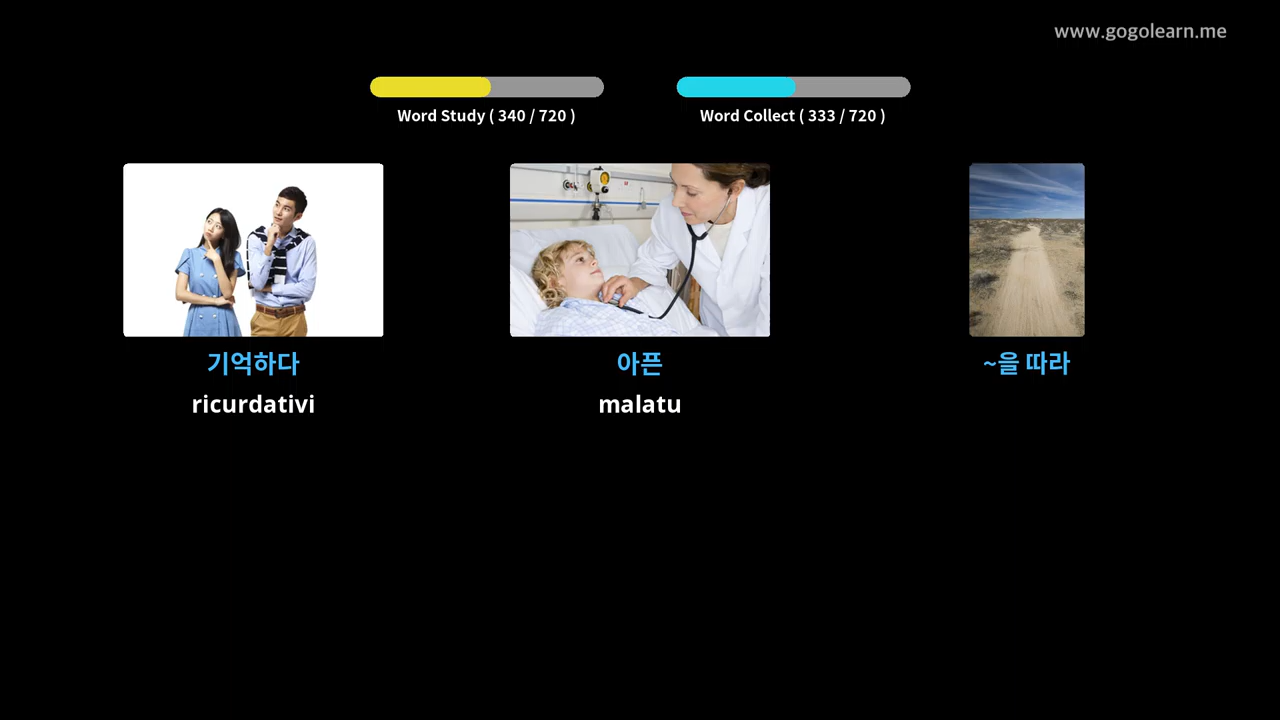 www.gogolearn.me
Word Study ( 340 / 720 )
Word Collect ( 333 / 720 )
기억하다
ricurdativi
아픈
malatu
~을 따라